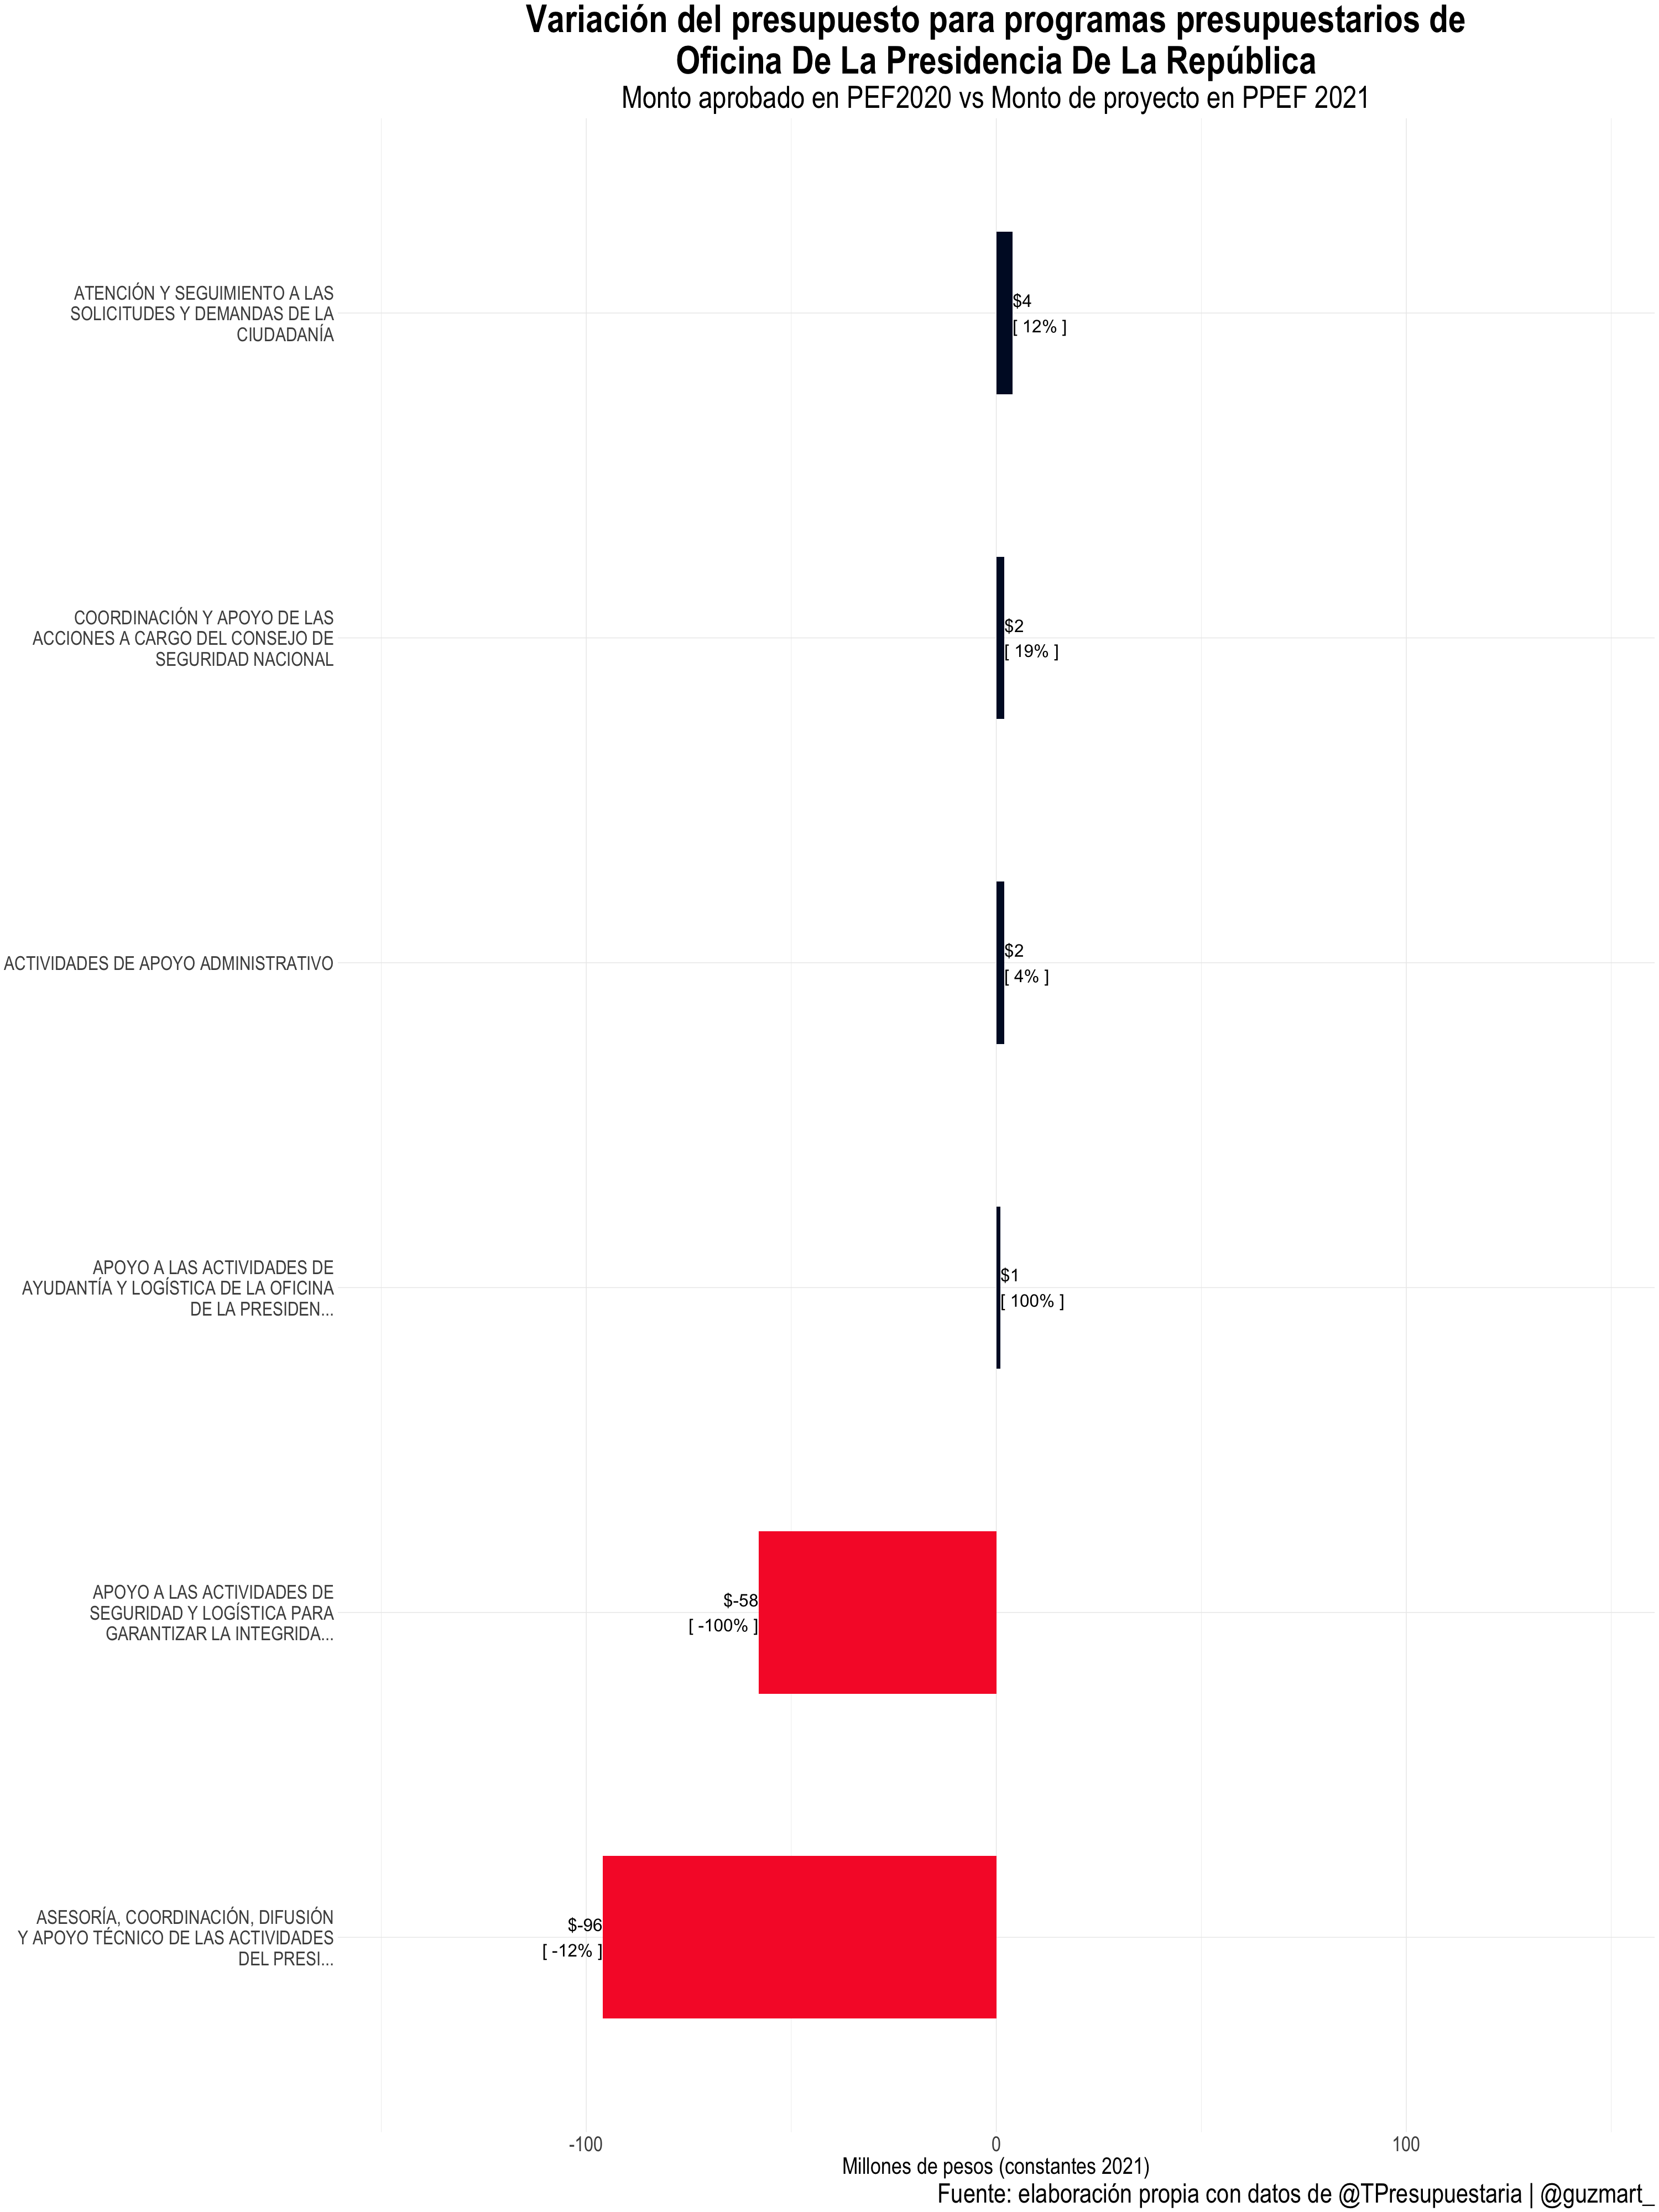 Variación del presupuesto para programas presupuestarios de
Oficina De La Presidencia De La República
Monto aprobado en PEF2020 vs Monto de proyecto en PPEF 2021
ATENCIÓN Y SEGUIMIENTO A LAS
SOLICITUDES Y DEMANDAS DE LA
CIUDADANÍA
$4
[ 12% ]
COORDINACIÓN Y APOYO DE LAS
ACCIONES A CARGO DEL CONSEJO DE
SEGURIDAD NACIONAL
$2
[ 19% ]
ACTIVIDADES DE APOYO ADMINISTRATIVO
$2
[ 4% ]
APOYO A LAS ACTIVIDADES DE
AYUDANTÍA Y LOGÍSTICA DE LA OFICINA
DE LA PRESIDEN...
$1
[ 100% ]
APOYO A LAS ACTIVIDADES DE
SEGURIDAD Y LOGÍSTICA PARA
GARANTIZAR LA INTEGRIDA...
$-58
[ -100% ]
ASESORÍA, COORDINACIÓN, DIFUSIÓN
Y APOYO TÉCNICO DE LAS ACTIVIDADES
DEL PRESI...
$-96
[ -12% ]
-100 0 100
Millones de pesos (constantes 2021)
Fuente: elaboración propia con datos de @TPresupuestaria | @guzmart_